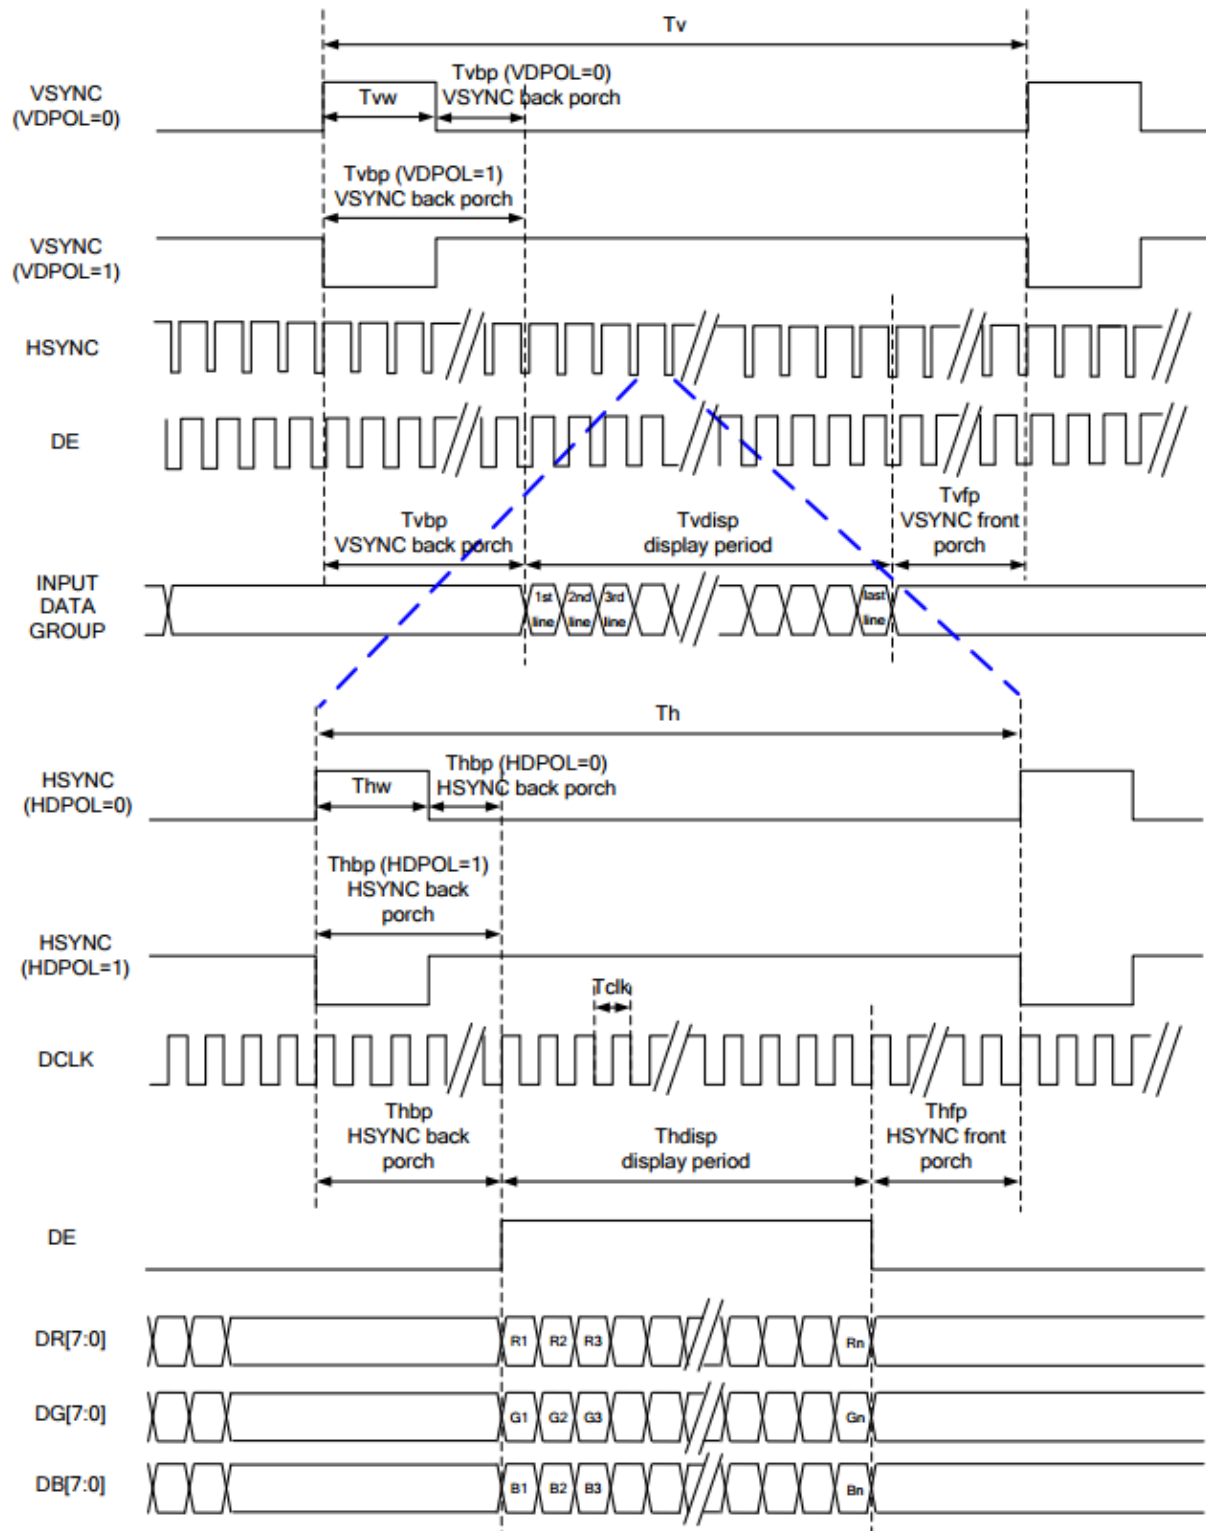 Tv
VSYNC
(VDPOL=0)
Tvw
Tvbp (VDPOL=0)
VSYNC back porch
Tvbp (VDPOL=1)
VSYNC back porch
VSYNC
(VDPOL=1)
HSYNC
DE
Tvbp
VSYNC back porch
Tvdisp
display period
Tvfp
VSYNC front
porch
INPUT
DATA
GROUP
1st
line
2nd
line
3rd
line
last
line
Th
HSYNC
(HDPOL=0)
Thw
Thbp (HDPOL=0)
HSYNC back porch
Thbp (HDPOL=1)
HSYNC back
porch
HSYNC
(HDPOL=1)
Tclk
DCLK
Thbp
HSYNC back
porch
Thdisp
display period
Thfp
HSYNC front
porch
DE
DR[7:0]
R1 R2 R3 Rn
DG[7:0]
G1 G2 G3 Gn
DB[7:0]
B1 B2 B3 Bn